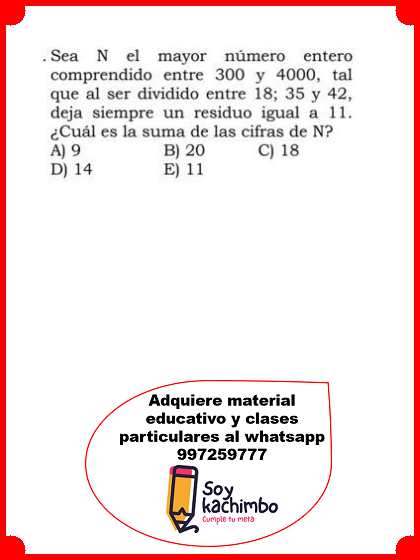 . Sea N el mayor número entero
comprendido entre 300 y 4000, tal
que al ser dividido entre 18; 35 y 42,
deja siempre un residuo igual a 11.
¿Cuál es la suma de las cifras de N?
A) 9 B) 20 C) 18
D) 14 E) 11
Adquiere material
educativo y clases
particulares al whatsapp
997259777
Soy
kachimbo
Cumple tu meta